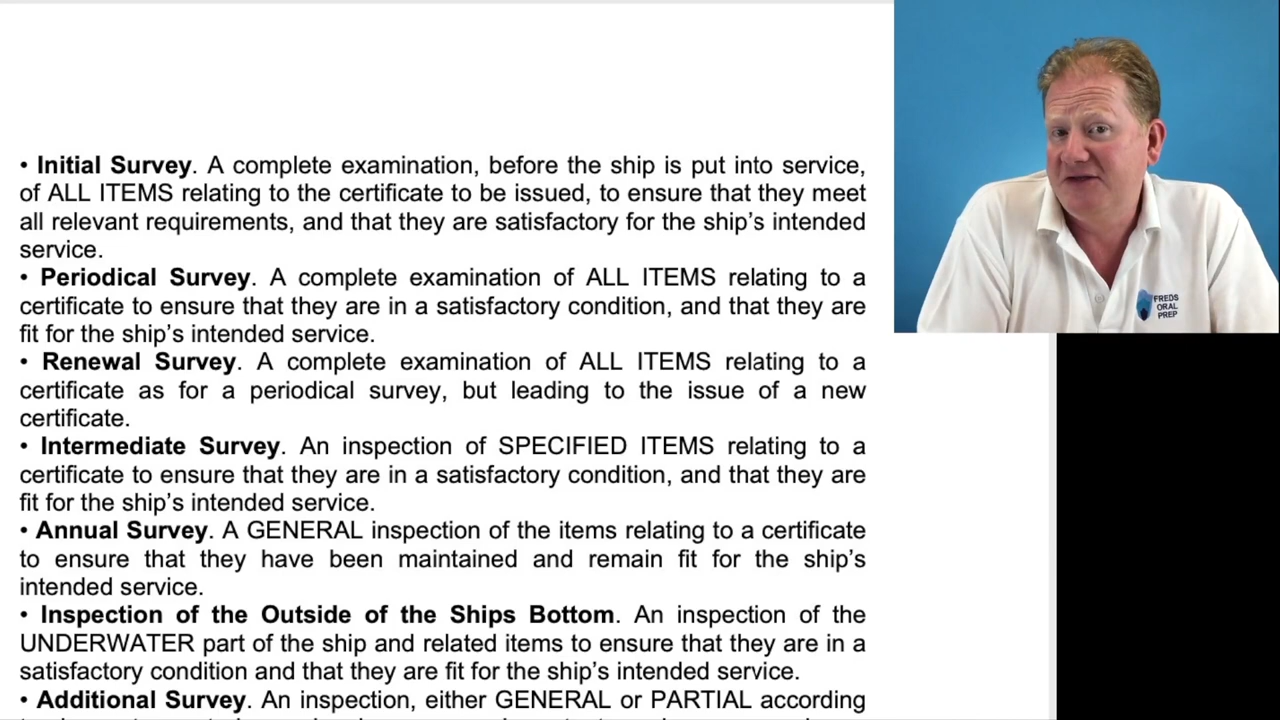 • Initial Survey. A complete examination, before the ship is put into service,
of ALL ITEMS relating to the certificate to be issued, to ensure that they meet
all relevant requirements, and that they are satisfactory for the ship's intended
service.
• Periodical Survey. A complete examination of ALL ITEMS relating to a
certificate to ensure that they are in a satisfactory condition, and that they are
fit for the ship's intended service.
• Renewal Survey. A complete examination of ALL ITEMS relating to a
certificate as for a periodical survey, but leading to the issue of a new
certificate.
• Intermediate Survey. An inspection of SPECIFIED ITEMS relating to a
certificate to ensure that they are in a satisfactory condition, and that they are
fit for the ship's intended service.
• Annual Survey. A GENERAL inspection of the items relating to a certificate
to ensure that they have been maintained and remain fit for the ship's
intended service.
• Inspection of the Outside of the Ships Bottom. An inspection of the
UNDERWATER part of the ship and related items to ensure that they are in a
satisfactory condition and that they are fit for the ship's intended service.
• Additional Survey. An inspection, either GENERAL or PARTIAL according
FREDS
ORAL
PREP